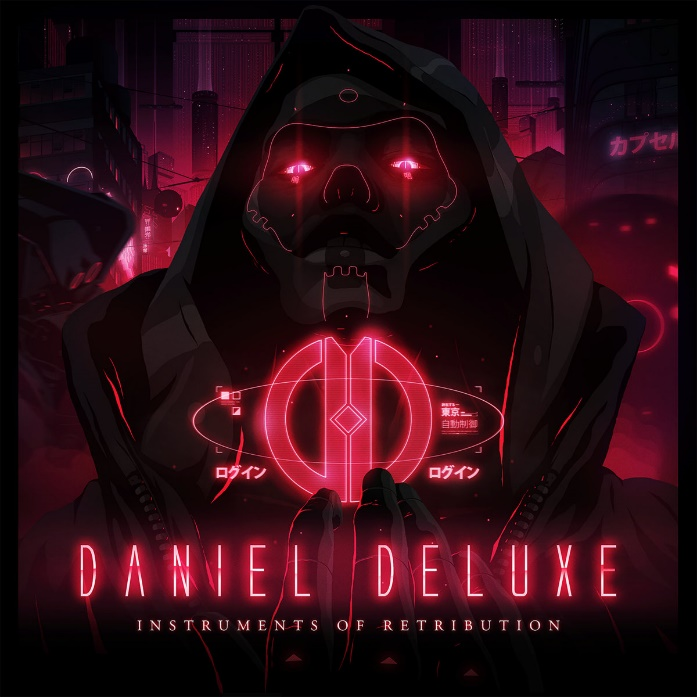 カプセル
東京
自動制御
ログイン
ログイン
DANIEL DELUXE
INSTRUMENTS OF RETRIBUTION